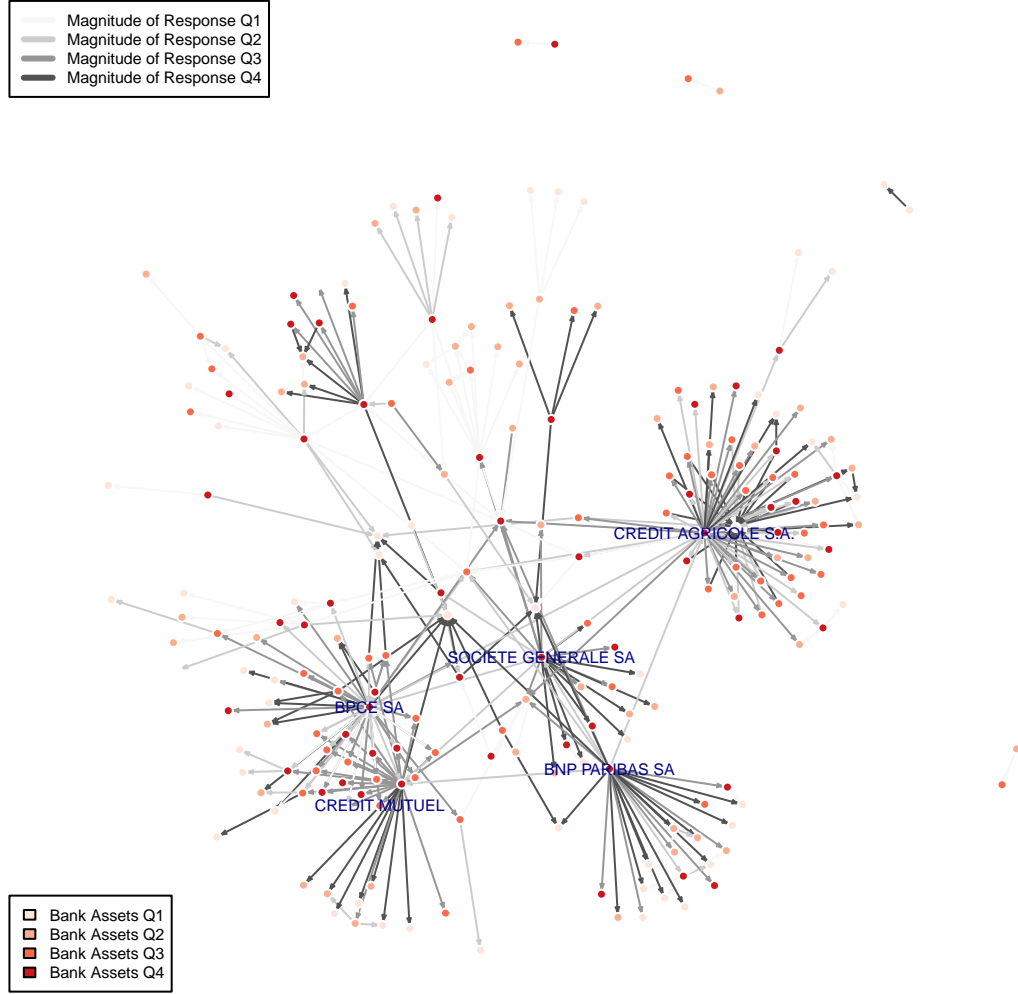 Magnitude of Response Q1
Magnitude of Response Q2
Magnitude of Response Q3
Magnitude of Response Q4
CREDIT AGRICOLE S.A.
SOCIETE GENERALE SA
BPCE SA
BNP PARIBAS SA
CREDIT MUTUEL
Bank Assets Q1
Bank Assets Q2
Bank Assets Q3
Bank Assets Q4